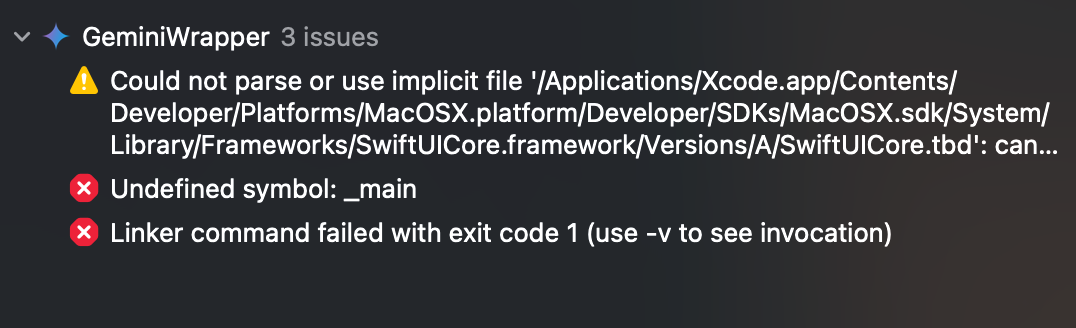 GeminiWrapper 3 issues
Could not parse or use implicit file '/Applications/Xcode.app/Contents/
Developer/Platforms/MacOSX.platform/Developer/SDKs/MacOSX.sdk/System/
Library/Frameworks/SwiftUICore.framework/Versions/A/SwiftUICore.tbd': can...
Undefined symbol: _main
Linker command failed with exit code 1 (use -v to see invocation)